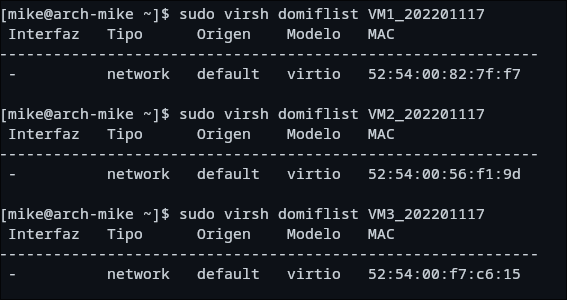 [mike@arch-mike ~]$ sudo virsh domiflist VM1_202201117
Interfaz Tipo Origen Modelo MAC
------------------------------------------------------------
- network default virtio 52:54:00:82:7f:f7
[mike@arch-mike ~]$ sudo virsh domiflist VM2_202201117
Interfaz Tipo Origen Modelo MAC
------------------------------------------------------------
- network default virtio 52:54:00:56:f1:9d
[mike@arch-mike ~]$ sudo virsh domiflist VM3_202201117
Interfaz Tipo Origen Modelo MAC
------------------------------------------------------------
- network default virtio 52:54:00:f7:c6:15